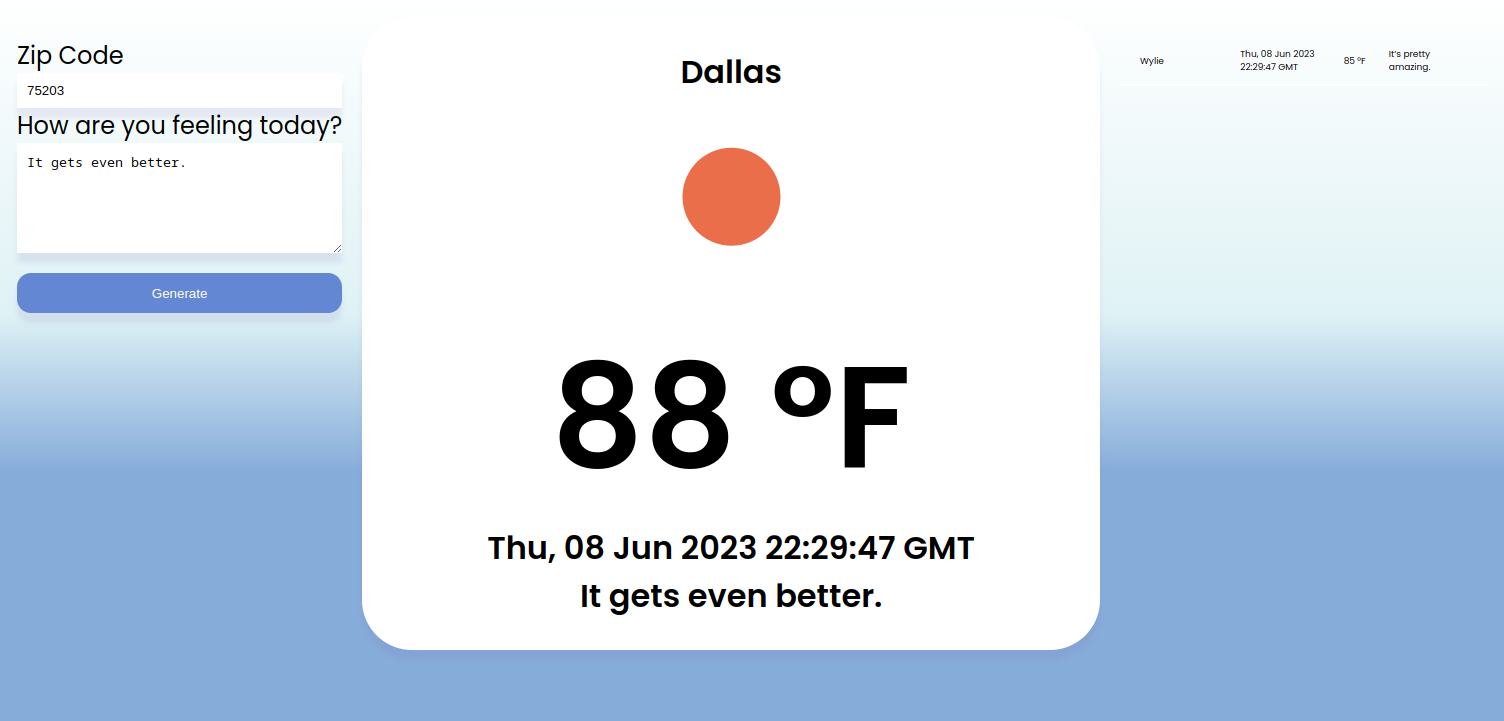 Zip Code
75203
How are you feeling today?
It gets even better.
Generate
Dallas
88 °F
Thu, 08 Jun 2023 22:29:47 GMT
It gets even better.
Wylie
Thu, 08 Jun 2023
22:29:47 GMT
85 °F
It's pretty
amazing.